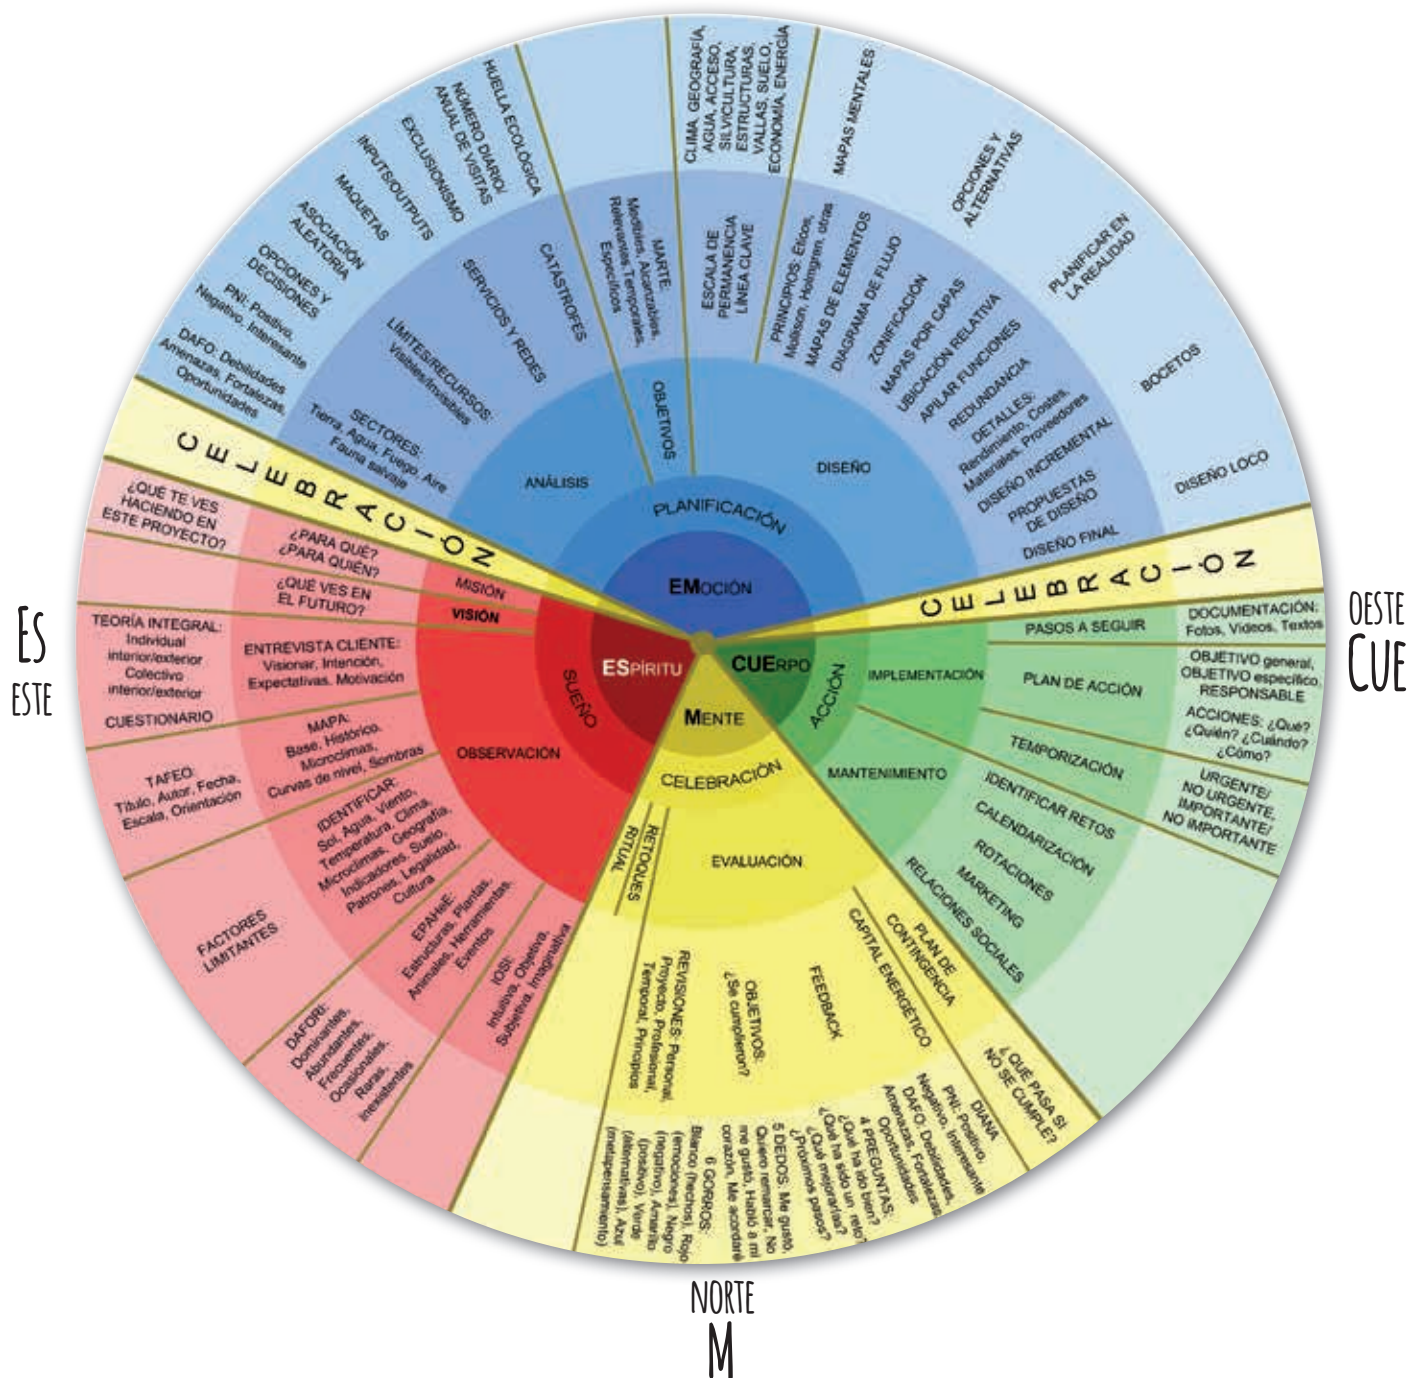 HUELLA ECOLÓGICA
NÚMERO DIARIO/
ANUAL DE VISITAS
EXCLUSIONISMO
INPUTS/OUTPUTS
MAQUETAS
ASOCIACIÓN
ALEATORIA
OPCIONES Y
DECISIONES
PNI: Positivo,
Negativo, Interesante
DAFO: Debilidades
Amenazas, Fortalezas,
Oportunidades
CATÁSTROFES
SERVICIOS Y REDES
LÍMITES/RECURSOS:
Visibles/Invisibles
SECTORES:
Tierra, Agua, Fuego, Aire
Fauna salvaje
ANÁLISIS
MARTE:
Medibles, Alcanzables,
Relevantes, Temporales,
Específicos
OBJETIVOS
CLIMA, GEOGRAFÍA,
AGUA, ACCESO,
SILVICULTURA,
ESTRUCTURAS,
VALLAS, SUELO,
ECONOMÍA, ENERGÍA
ESCALA DE
PERMANENCIA
LÍNEA CLAVE
MAPAS MENTALES
OPCIONES Y
ALTERNATIVAS
PLANIFICAR EN
LA REALIDAD
BOCETOS
DISEÑO LOCO
PRINCIPIOS: Éticos,
Mollison, Holmgren, otras
MAPAS DE ELEMENTOS
DIAGRAMA DE FLUJO
ZONIFICACIÓN
MAPAS POR CAPAS
UBICACIÓN RELATIVA
APILAR FUNCIONES
REDUNDANCIA
DETALLES:
Rendimiento, Costes,
Materiales, Proveedores
DISEÑO INCREMENTAL
PROPUESTAS
DE DISEÑO
DISEÑO FINAL
DISEÑO
PLANIFICACIÓN
EMOCIÓN
CELEBRACIÓN
CELEBRACIÓN
¿QUÉ TE VES
HACIENDO EN
ESTE PROYECTO?
¿PARA QUÉ?
¿PARA QUIÉN?
MISIÓN
¿QUÉ VES EN
EL FUTURO?
VISIÓN
TEORÍA INTEGRAL:
Individual
interior/exterior
Colectivo
interior/exterior
CUESTIONARIO
ENTREVISTA CLIENTE:
Visionar, Intención,
Expectativas, Motivación
TAFEO:
Título, Autor, Fecha,
Escala, Orientación
MAPA:
Base, Histórico,
Microclimas,
Curvas de nivel, Sombras
OBSERVACIÓN
SUEÑO
ESPÍRITU
IDENTIFICAR:
Sol, Agua, Viento,
Temperatura, Clima,
Microclimas, Geografía,
Indicadores, Suelo,
Patrones, Legalidad,
Cultura
FACTORES
LIMITANTES
EPAHeE:
Estructuras, Plantas,
Animales, Herramientas,
Eventos
DAFORI:
Dominantes,
Abundantes,
Frecuentes,
Ocasionales,
Raras,
Inexistentes
IOSI:
Intuitiva, Objetiva,
Subjetiva, Imaginativa
CUERPO
ACCIÓN
IMPLEMENTACIÓN
PASOS A SEGUIR
DOCUMENTACIÓN:
Fotos, Vídeos, Textos
PLAN DE ACCIÓN
OBJETIVO general,
OBJETIVO específico,
RESPONSABLE
ACCIONES: ¿Qué?
¿Quién? ¿Cuándo?
¿Cómo?
TEMPORIZACIÓN
URGENTE/
NO URGENTE,
IMPORTANTE/
NO IMPORTANTE
MANTENIMIENTO
IDENTIFICAR RETOS
CALENDARIZACIÓN
ROTACIONES
MARKETING
RELACIONES SOCIALES
MENTE
CELEBRACIÓN
RITUAL
RETOQUES
EVALUACIÓN
PLAN DE
CONTINGENCIA
¿QUÉ PASA SI
NO SE CUMPLE?
CAPITAL ENERGÉTICO
FEEDBACK
OBJETIVOS:
¿Se cumplieron?
REVISIONES: Personal,
Proyecto, Profesional,
Temporal, Principios
DIANA
PNI: Positivo,
Negativo, Interesante
DAFO: Debilidades,
Amenazas, Fortalezas,
Oportunidades
4 PREGUNTAS:
¿Qué ha ido bien?
¿Qué ha sido un reto?
¿Qué mejorarías?
¿Próximos pasos?
5 DEDOS: Me gustó,
Quiero remarcar, No
me gustó, Habló a mi
corazón, Me acordaré
6 GORROS:
Blanco (hechos), Rojo
(emociones), Negro
(negativo), Amarillo
(positivo), Verde
(alternativas), Azul
(metapensamiento)
ES
ESTE
OESTE
CUE
NORTE
M